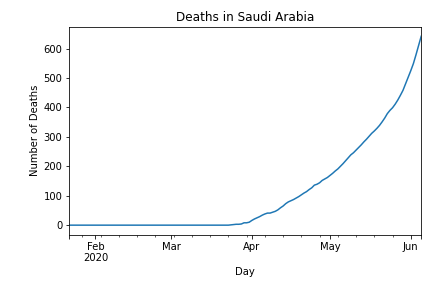 Deaths in Saudi Arabia
Number of Deaths
600
500
400
300
200
100
0
Feb
2020
Mar
Apr
May
Jun
Day